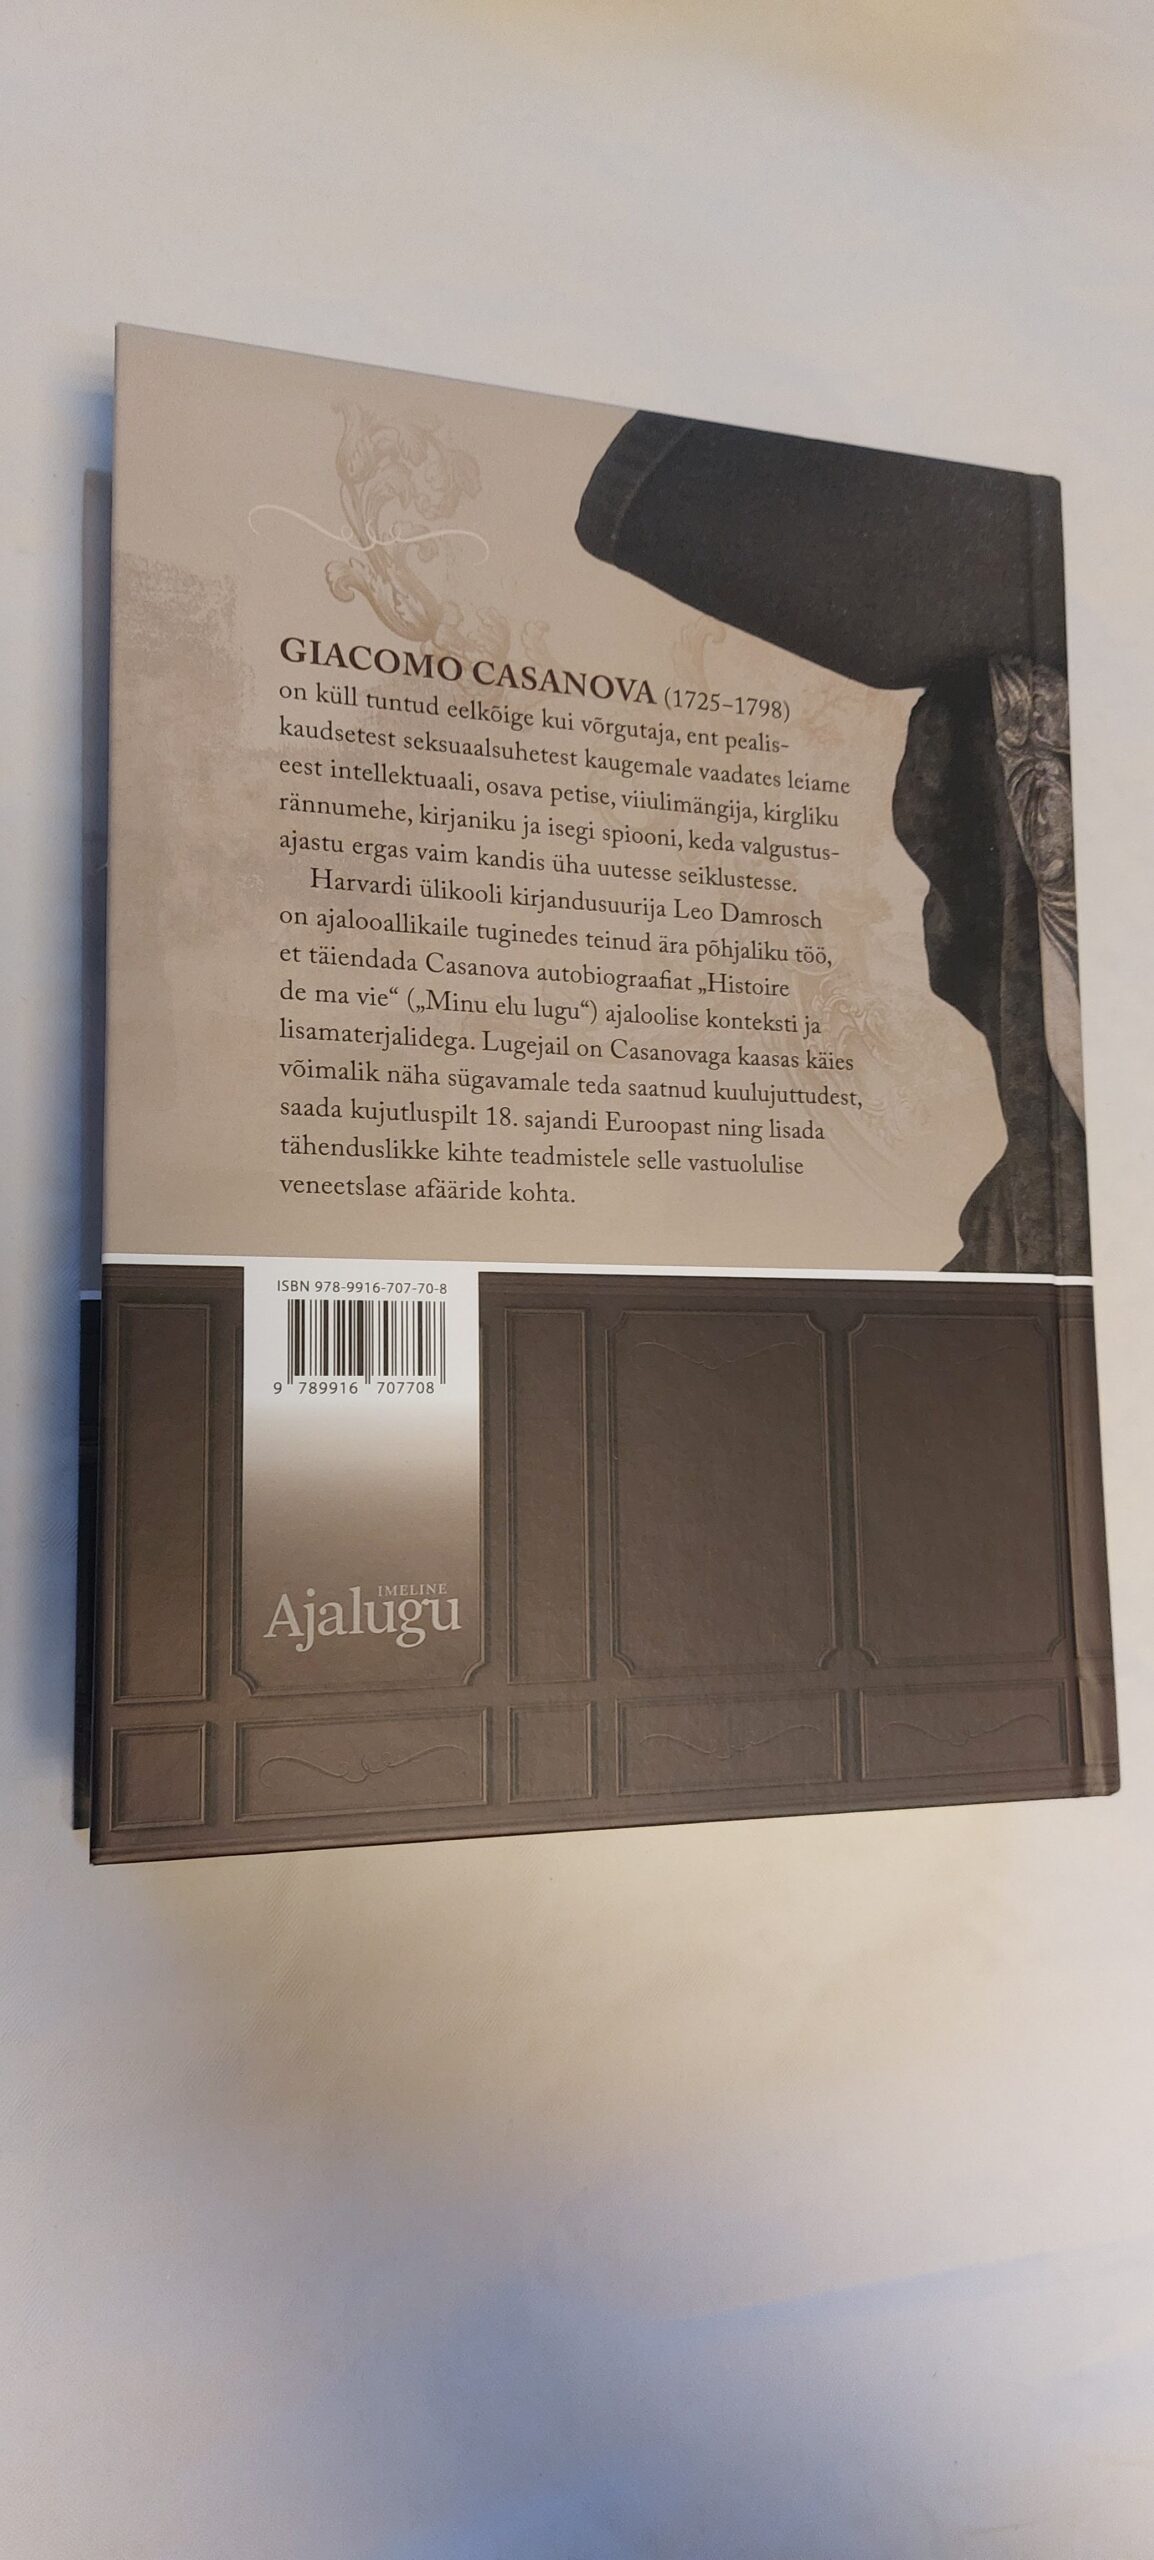 GIACOMO CASANOVA (1725–1798)
on küll tuntud eelkõige kui võrgutaja, ent pealis-
kaudsetest seksuaalsuhetest kaugemale vaadates leiame
eest intellektuaali, osava petise, viiulimängija, kirgliku
rännumehe, kirjaniku ja isegi spiooni, keda valgustus-
ajastu ergas vaim kandis üha uutesse seiklustesse.
Harvardi ülikooli kirjandusuurija Leo Damrosch
on ajalooallikaile tuginedes teinud ära põhjaliku töö,
et täiendada Casanova autobiograafiat „Histoire
de ma vie“ („Minu elu lugu“) ajaloolise konteksti ja
lisamaterjalidega. Lugejail on Casanovaga kaasas käies
võimalik näha sügavamale teda saatnud kuulujuttudest,
saada kujutluspilt 18. sajandi Euroopast ning lisada
tähenduslikke kihte teadmistele selle vastuolulise
veneetslase afääride kohta.
ISBN 978-9916-707-70-8
9 789916 707708
IMELINE
Ajalugu